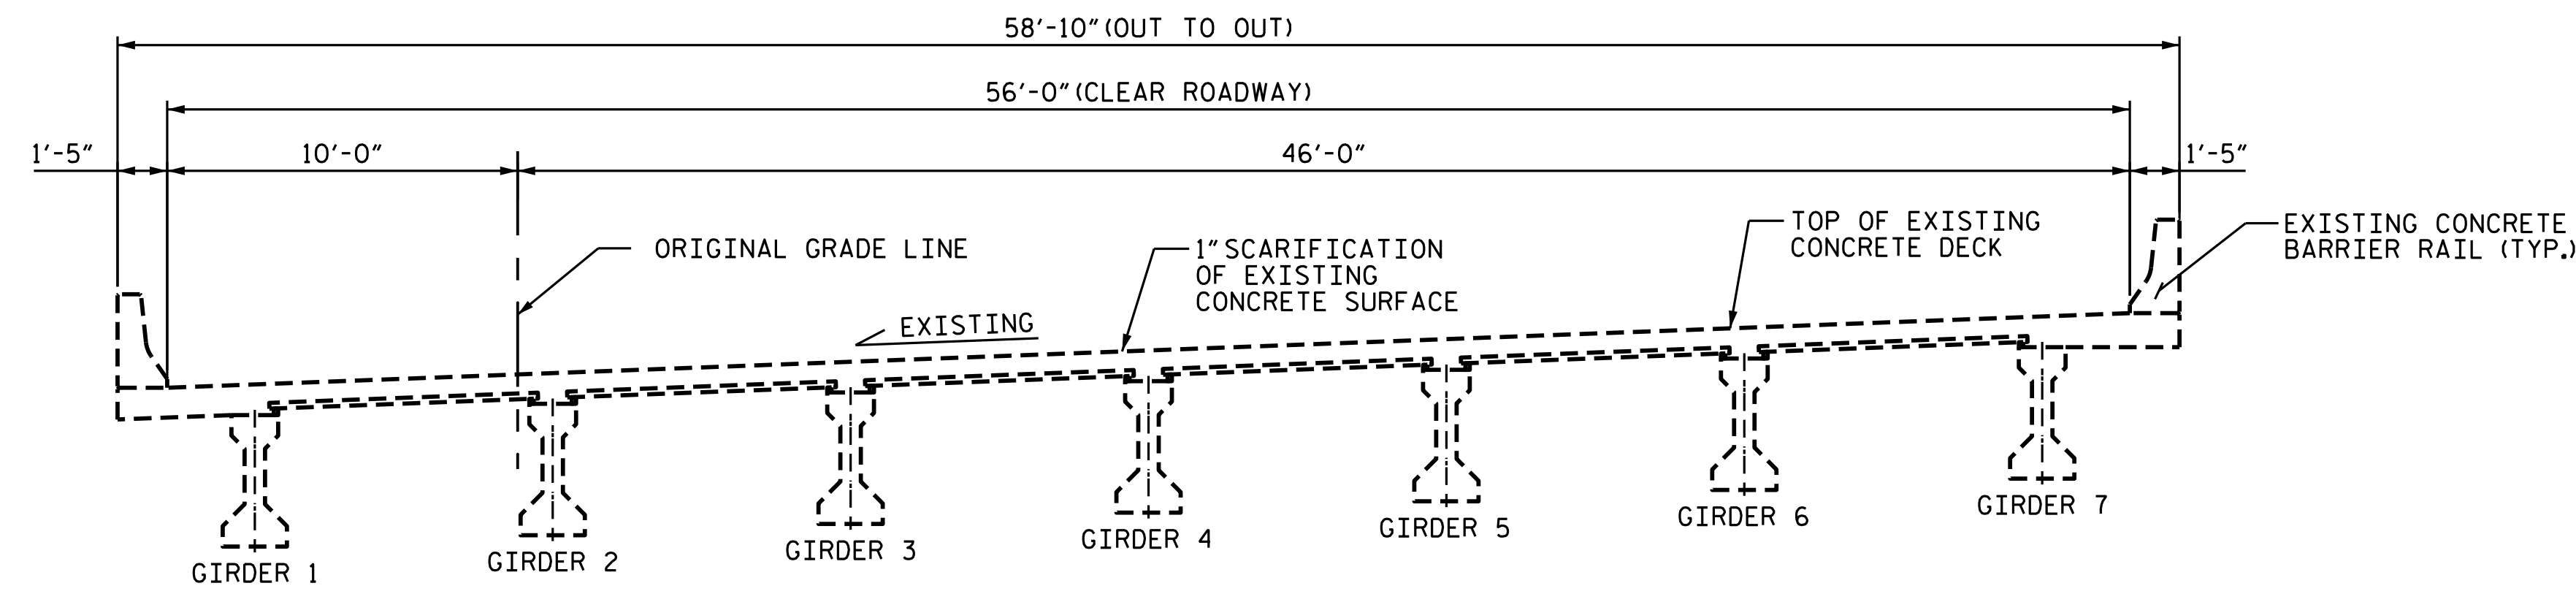 58'-10"(OUT TO OUT)
56'-0"(CLEAR ROADWAY)
1'-5"
10'-0"
46'-0"
1'-5"
ORIGINAL GRADE LINE
EXISTING
1"SCARIFICATION
OF EXISTING
CONCRETE SURFACE
TOP OF EXISTING
CONCRETE DECK
EXISTING CONCRETE
BARRIER RAIL (TYP.)
GIRDER 1
GIRDER 2
GIRDER 3
GIRDER 4
GIRDER 5
GIRDER 6
GIRDER 7